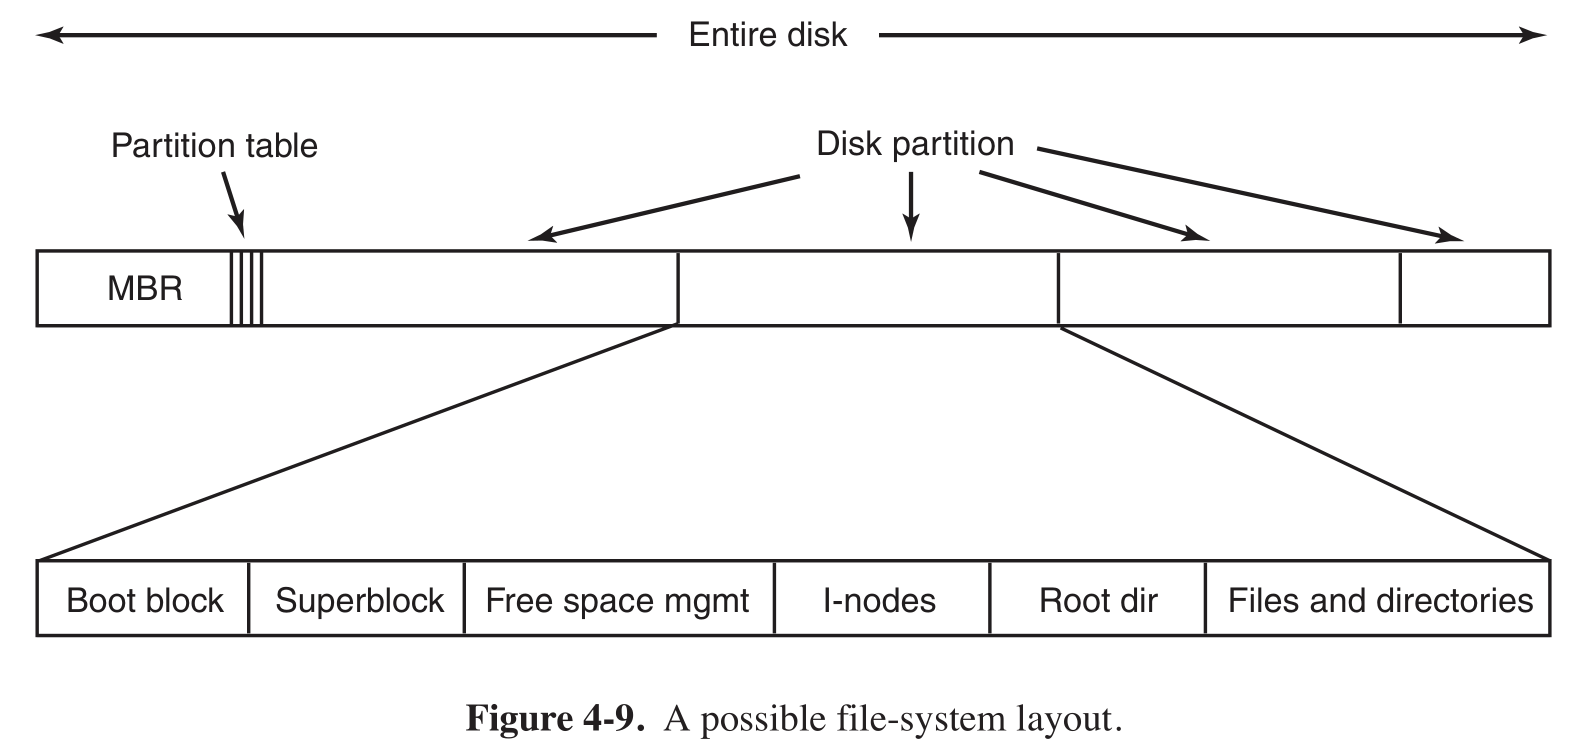 Entire disk
Partition table
Disk partition
MBR
Boot block
Superblock
Free space mgmt
I-nodes
Root dir
Files and directories
Figure 4-9. A possible file-system layout.